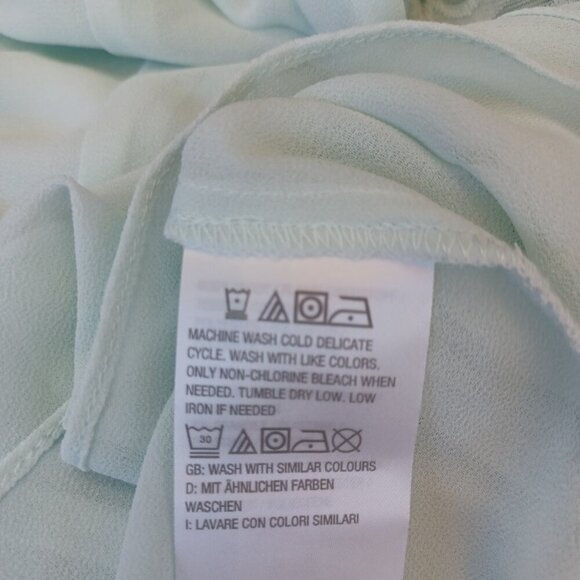 MACHINE WASH COLD DELICATE
CYCLE. WASH WITH LIKE COLORS.
ONLY NON-CHLORINE BLEACH WHEN
NEEDED. TUMBLE DRY LOW. LOW
IRON IF NEEDED
30
GB: WASH WITH SIMILAR COLOURS
D: MIT ÄHNLICHEN FARBEN
WASCHEN
I: LAVARE CON COLORI SIMILARI